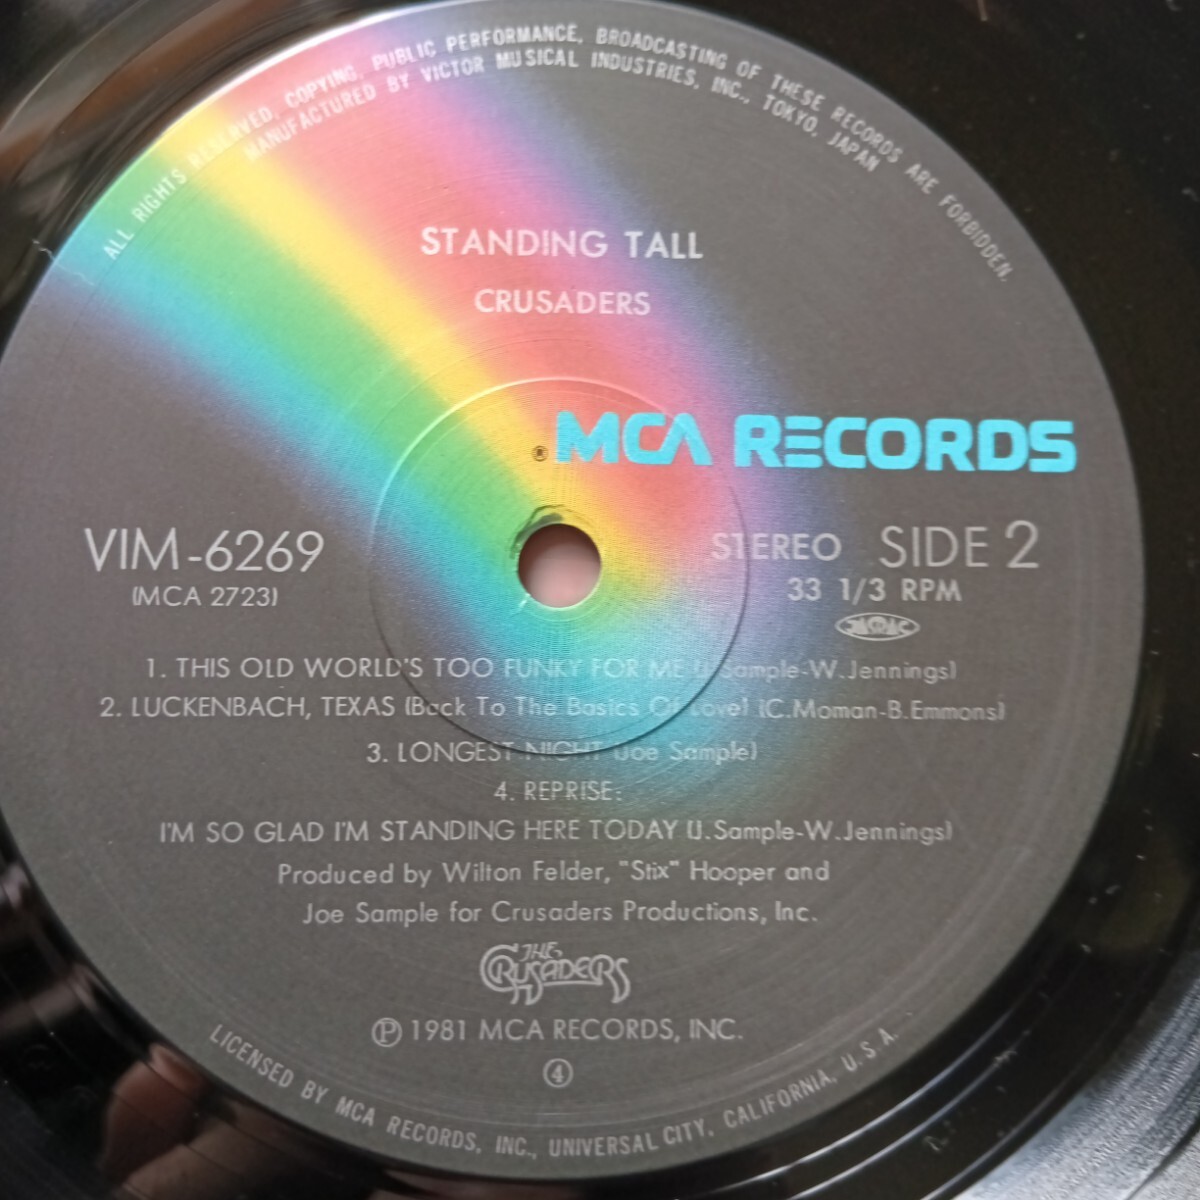 ALL RIGHTS RESERVED, COPYING, PUBLIC PERFORMANCE, BROADCASTING OF THESE RECORDS ARE FORBIDDEN.
MANUFACTURED BY VICTOR MUSICAL INDUSTRIES, INC., TOKYO, JAPAN
STANDING TALL
CRUSADERS
® MCA RECORDS
VIM-6269
(MCA 2723)
STEREO SIDE 2
33 1/3 RPM
1. THIS OLD WORLD'S TOO FUNKY FOR ME (J.Sample-W.Jennings)
2. LUCKENBACH, TEXAS (Back To The Basics Of Love) (C.Moman-B.Emmons)
3. LONGEST NIGHT (Joe Sample)
4. REPRISE:
I'M SO GLAD I'M STANDING HERE TODAY (J.Sample-W.Jennings)
Produced by Wilton Felder, "Stix" Hooper and
Joe Sample for Crusaders Productions, Inc.
THE CRUSADERS
℗ 1981 MCA RECORDS, INC.
④
LICENSED BY MCA RECORDS, INC., UNIVERSAL CITY, CALIFORNIA, U.S.A.